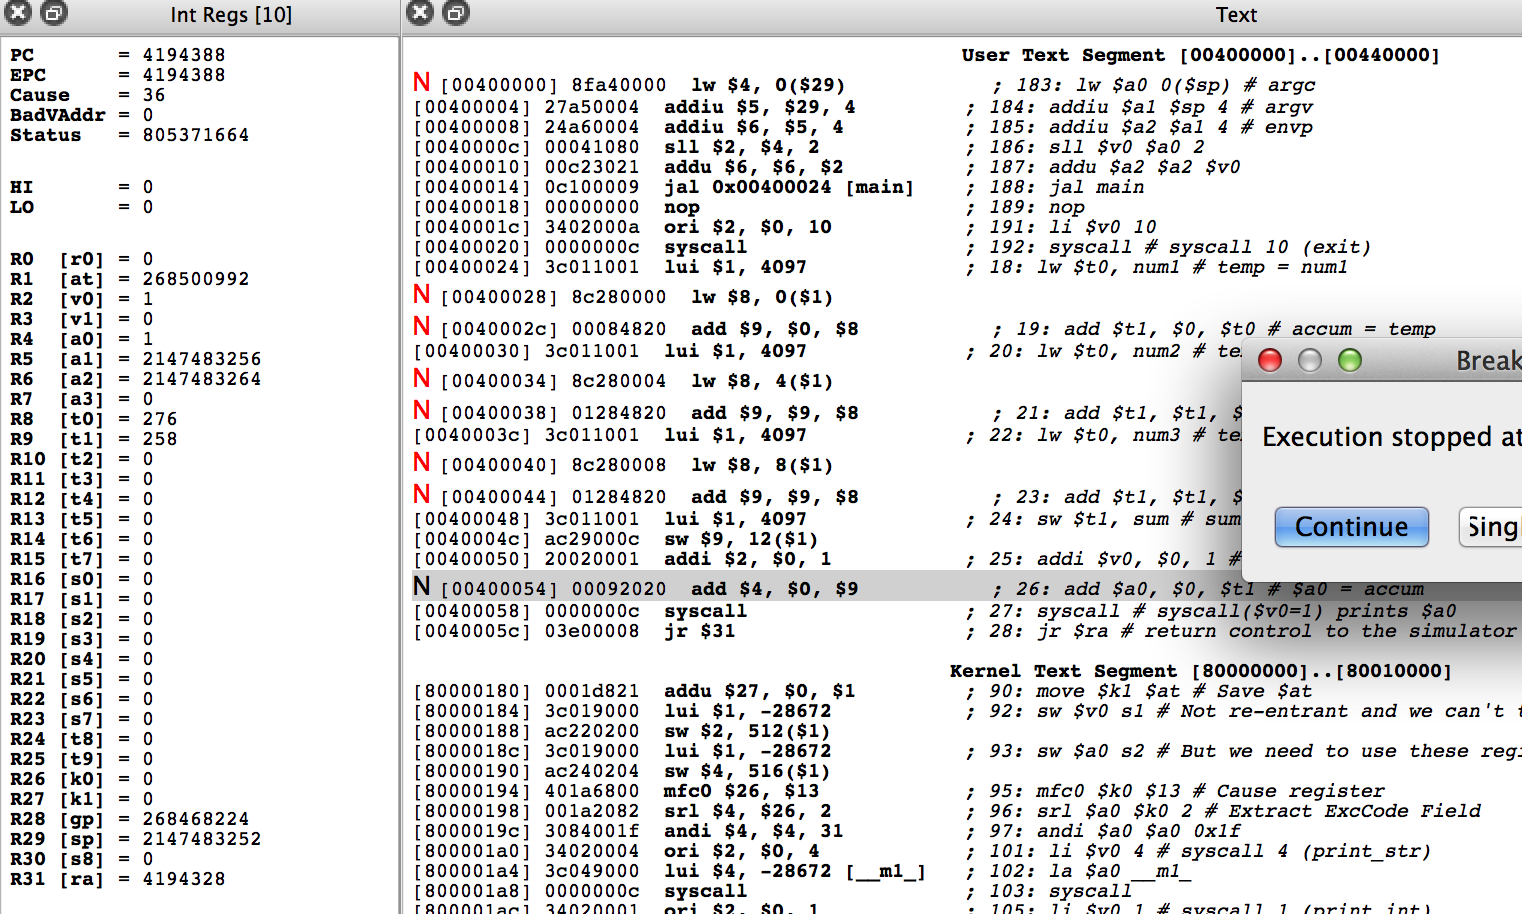 Int Regs [10]
PC = 4194388
EPC = 4194388
Cause = 36
BadVAddr = 0
Status = 805371664
HI = 0
LO = 0
R0 [r0] = 0
R1 [at] = 268500992
R2 [v0] = 1
R3 [v1] = 0
R4 [a0] = 1
R5 [a1] = 2147483256
R6 [a2] = 2147483264
R7 [a3] = 0
R8 [t0] = 276
R9 [t1] = 258
R10 [t2] = 0
R11 [t3] = 0
R12 [t4] = 0
R13 [t5] = 0
R14 [t6] = 0
R15 [t7] = 0
R16 [s0] = 0
R17 [s1] = 0
R18 [s2] = 0
R19 [s3] = 0
R20 [s4] = 0
R21 [s5] = 0
R22 [s6] = 0
R23 [s7] = 0
R24 [t8] = 0
R25 [t9] = 0
R26 [k0] = 0
R27 [k1] = 0
R28 [gp] = 268468224
R29 [sp] = 2147483252
R30 [s8] = 0
R31 [ra] = 4194328
Text
User Text Segment [00400000]..[00440000]
N [00400000] 8fa40000 lw $4, 0($29) ; 183: lw $a0 0($sp) # argc
[00400004] 27a50004 addiu $5, $29, 4 ; 184: addiu $a1 $sp 4 # argv
[00400008] 24a60004 addiu $6, $5, 4 ; 185: addiu $a2 $a1 4 # envp
[0040000c] 00041080 sll $2, $4, 2 ; 186: sll $v0 $a0 2
[00400010] 00c23021 addu $6, $6, $2 ; 187: addu $a2 $a2 $v0
[00400014] 0c100009 jal 0x00400024 [main] ; 188: jal main
[00400018] 00000000 nop ; 189: nop
[0040001c] 3402000a ori $2, $0, 10 ; 191: li $v0 10
[00400020] 0000000c syscall ; 192: syscall # syscall 10 (exit)
[00400024] 3c011001 lui $1, 4097 ; 18: lw $t0, num1 # temp = num1
N [00400028] 8c280000 lw $8, 0($1)
N [0040002c] 00084820 add $9, $0, $8 ; 19: add $t1, $0, $t0 # accum = temp
[00400030] 3c011001 lui $1, 4097 ; 20: lw $t0, num2 # te
N [00400034] 8c280004 lw $8, 4($1)
N [00400038] 01284820 add $9, $9, $8 ; 21: add $t1, $t1, $
[0040003c] 3c011001 lui $1, 4097 ; 22: lw $t0, num3 # te
N [00400040] 8c280008 lw $8, 8($1)
N [00400044] 01284820 add $9, $9, $8 ; 23: add $t1, $t1, $
[00400048] 3c011001 lui $1, 4097 ; 24: sw $t1, sum # sum
[0040004c] ac29000c sw $9, 12($1)
[00400050] 20020001 addi $2, $0, 1 ; 25: addi $v0, $0, 1 #
N [00400054] 00092020 add $4, $0, $9 ; 26: add $a0, $0, $t1 # $a0 = accum
[00400058] 0000000c syscall ; 27: syscall # syscall($v0=1) prints $a0
[0040005c] 03e00008 jr $31 ; 28: jr $ra # return control to the simulator
Kernel Text Segment [80000000]..[80010000]
[80000180] 0001d821 addu $27, $0, $1 ; 90: move $k1 $at # Save $at
[80000184] 3c019000 lui $1, -28672 ; 92: sw $v0 s1 # Not re-entrant and we can't t
[80000188] ac220200 sw $2, 512($1)
[8000018c] 3c019000 lui $1, -28672 ; 93: sw $a0 s2 # But we need to use these regi
[80000190] ac240204 sw $4, 516($1)
[80000194] 401a6800 mfc0 $26, $13 ; 95: mfc0 $k0 $13 # Cause register
[80000198] 001a2082 srl $4, $26, 2 ; 96: srl $a0 $k0 2 # Extract ExcCode Field
[8000019c] 3084001f andi $4, $4, 31 ; 97: andi $a0 $a0 0x1f
[800001a0] 34020004 ori $2, $0, 4 ; 101: li $v0 4 # syscall 4 (print_str)
[800001a4] 3c049000 lui $4, -28672 [__m1_] ; 102: la $a0 __m1_
[800001a8] 0000000c syscall ; 103: syscall
[800001ac] 34020001 ori $2, $0, 1 ; 105: li $v0 1 # syscall 1 (print_int)
Break
Execution stopped at
Continue
Singl